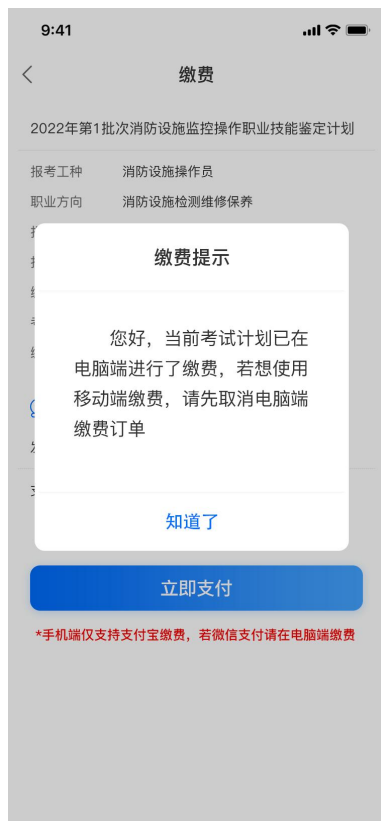 9:41
缴费
2022年第1批次消防设施监控操作职业技能鉴定计划
报考工种 消防设施操作员
职业方向 消防设施检测维修保养
缴费提示
您好，当前考试计划已在
电脑端进行了缴费，若想使用
移动端缴费，请先取消电脑端
缴费订单
知道了
立即支付
*手机端仅支持支付宝缴费，若微信支付请在电脑端缴费